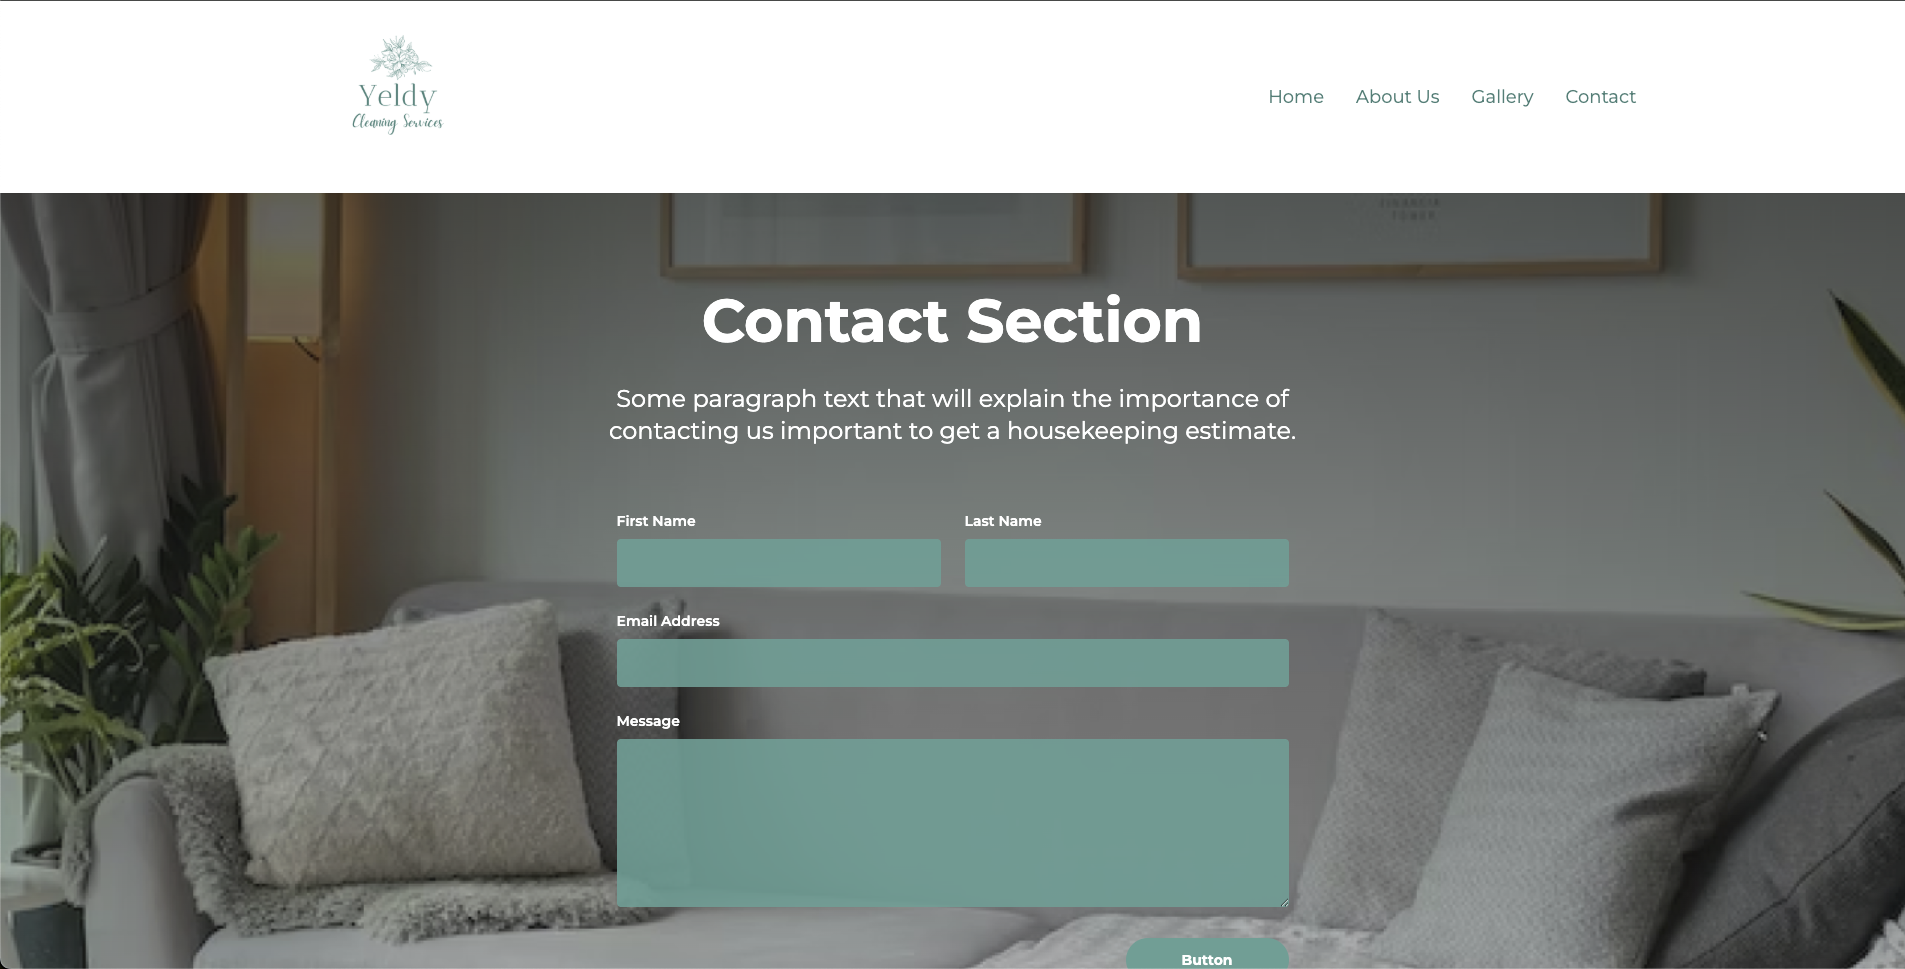 Yeldy
Cleaning Services
Home About Us Gallery Contact
Contact Section
Some paragraph text that will explain the importance of
contacting us important to get a housekeeping estimate.
First Name Last Name
Email Address
Message
Button